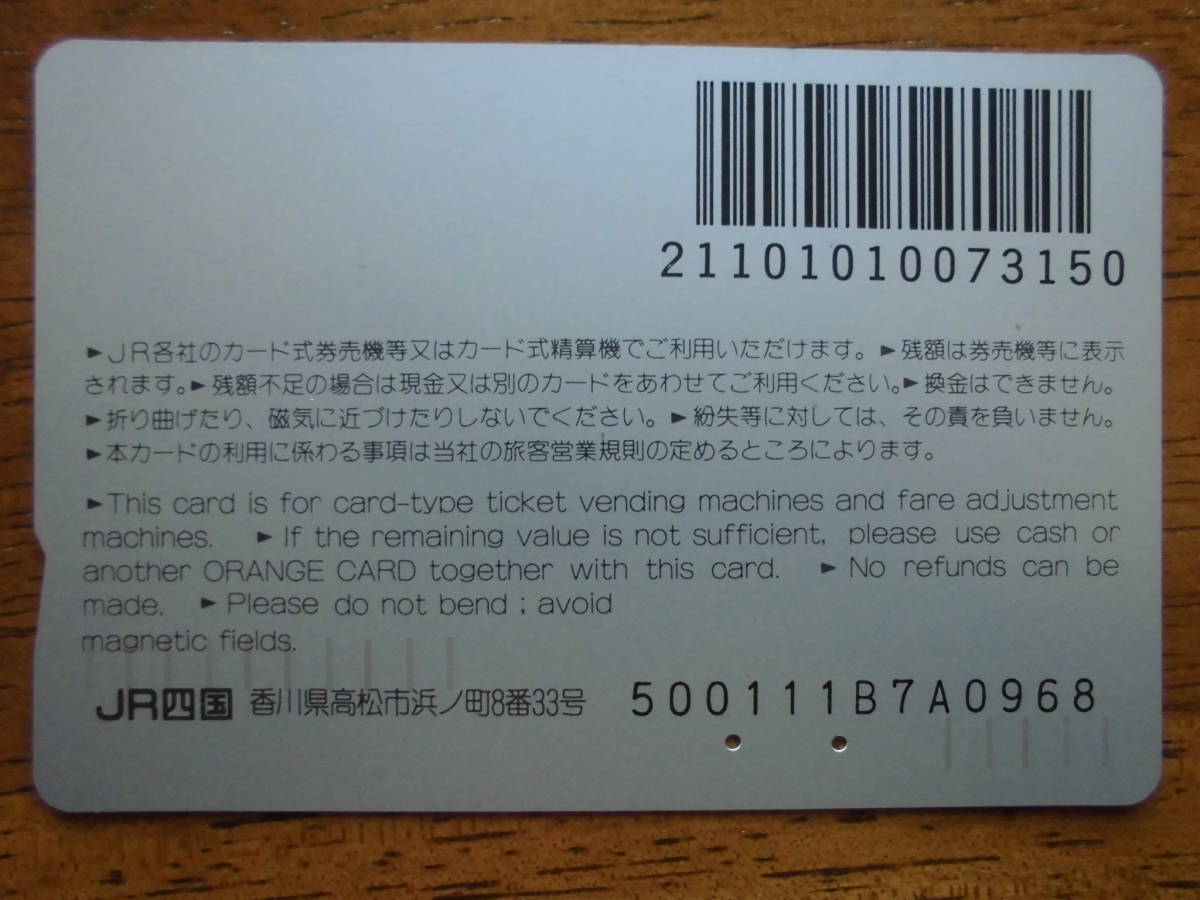 21101010073150
►JR各社のカード式券売機等又はカード式精算機でご利用いただけます。►残額は券売機等に表示
されます。►残額不足の場合は現金又は別のカードをあわせてご利用ください。►換金はできません。
►折り曲げたり、磁気に近づけたりしないでください。►紛失等に対しては、その責を負いません。
►本カードの利用に係わる事項は当社の旅客営業規則の定めるところによります。
►This card is for card-type ticket vending machines and fare adjustment
machines. ►If the remaining value is not sufficient, please use cash or
another ORANGE CARD together with this card. ►No refunds can be
made. ►Please do not bend ; avoid
magnetic fields.
JR四国 香川県高松市浜ノ町8番33号 500111B7A0968